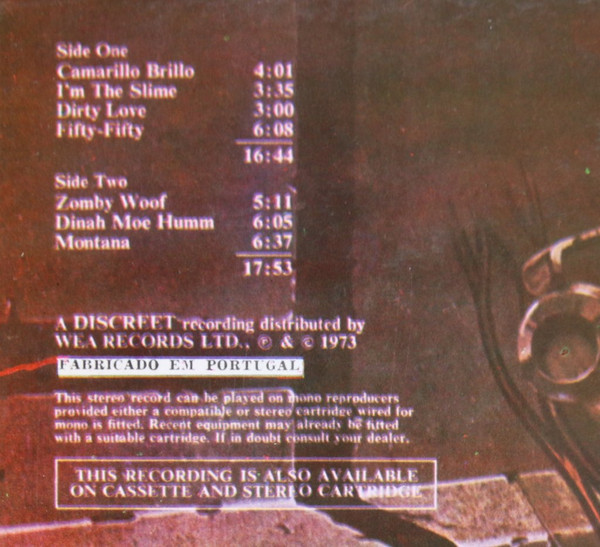 Side One
Camarillo Brillo 4:01
I'm The Slime 3:35
Dirty Love 3:00
Fifty-Fifty 6:08
16:44
Side Two
Zomby Woof 5:11
Dinah Moe Humm 6:05
Montana 6:37
17:53
A DISCREET recording distributed by
WEA RECORDS LTD., ℗ & © 1973
FABRICADO EM PORTUGAL
This stereo record can be played on mono reproducers
provided either a compatible or stereo cartridge wired for
mono is fitted. Recent equipment may already be fitted
with a suitable cartridge. If in doubt consult your dealer.
THIS RECORDING IS ALSO AVAILABLE
ON CASSETTE AND STEREO CARTRIDGE